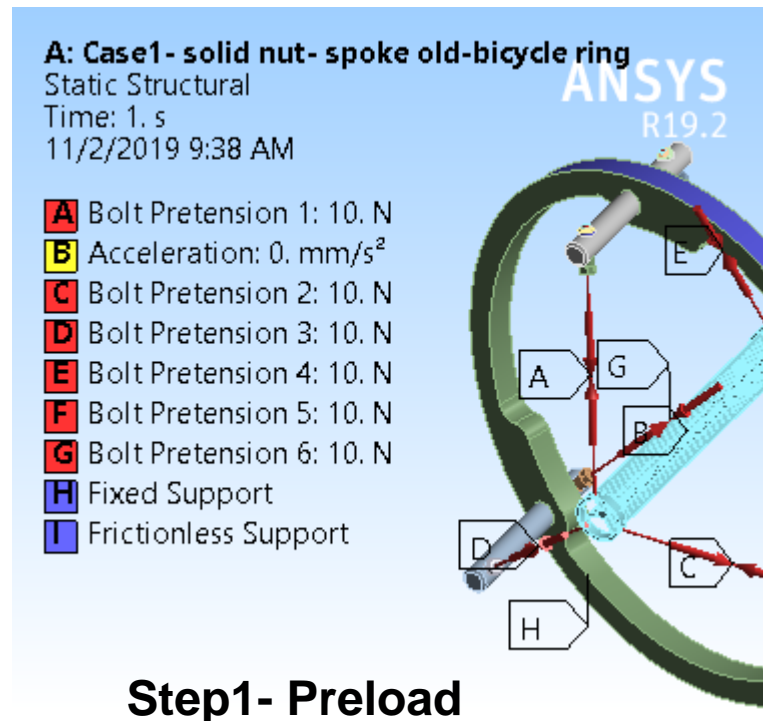 A: Case1- solid nut- spoke old-bicycle ring
Static Structural
Time: 1. s
11/2/2019 9:38 AM
ANSYS
R19.2
A Bolt Pretension 1: 10. N
B Acceleration: 0. mm/s²
C Bolt Pretension 2: 10. N
D Bolt Pretension 3: 10. N
E Bolt Pretension 4: 10. N
F Bolt Pretension 5: 10. N
G Bolt Pretension 6: 10. N
H Fixed Support
I Frictionless Support
E
A
G
B
D
C
H
Step1- Preload